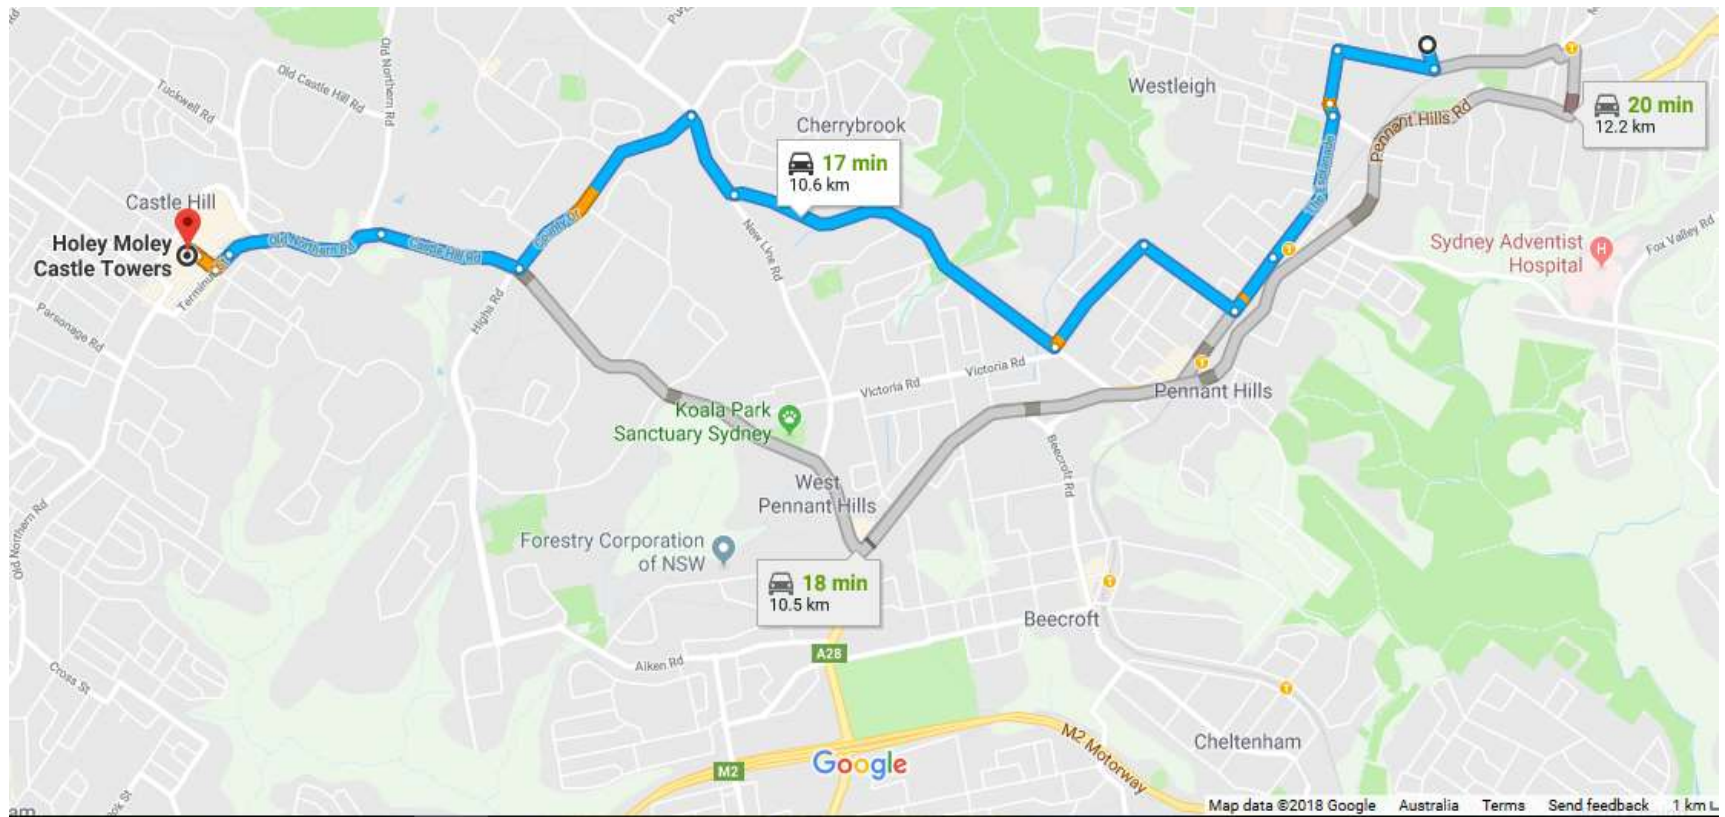 Old Northern Rd
Old Castle Hill Rd
Tuckwell Rd
Westleigh
20 min
12.2 km
Pennant Hills Rd
Cherrybrook
17 min
10.6 km
The Esplanade
Castle Hill
Holey Moley
Castle Towers
Old Northern Rd
Castle Hill Rd
County Dr
New Line Rd
Sydney Adventist
Hospital
H
Fox Valley Rd
Parsonage Rd
Highs Rd
Victoria Rd
Victoria Rd
Pennant Hills
Koala Park
Sanctuary Sydney
Beecroft Rd
West
Pennant Hills
Old Northern Rd
Forestry Corporation
of NSW
18 min
10.5 km
Beecroft
Aiken Rd
A28
Cross St
M2 Motorway
Cheltenham
M2
Google
Map data ©2018 Google Australia Terms Send feedback 1 km